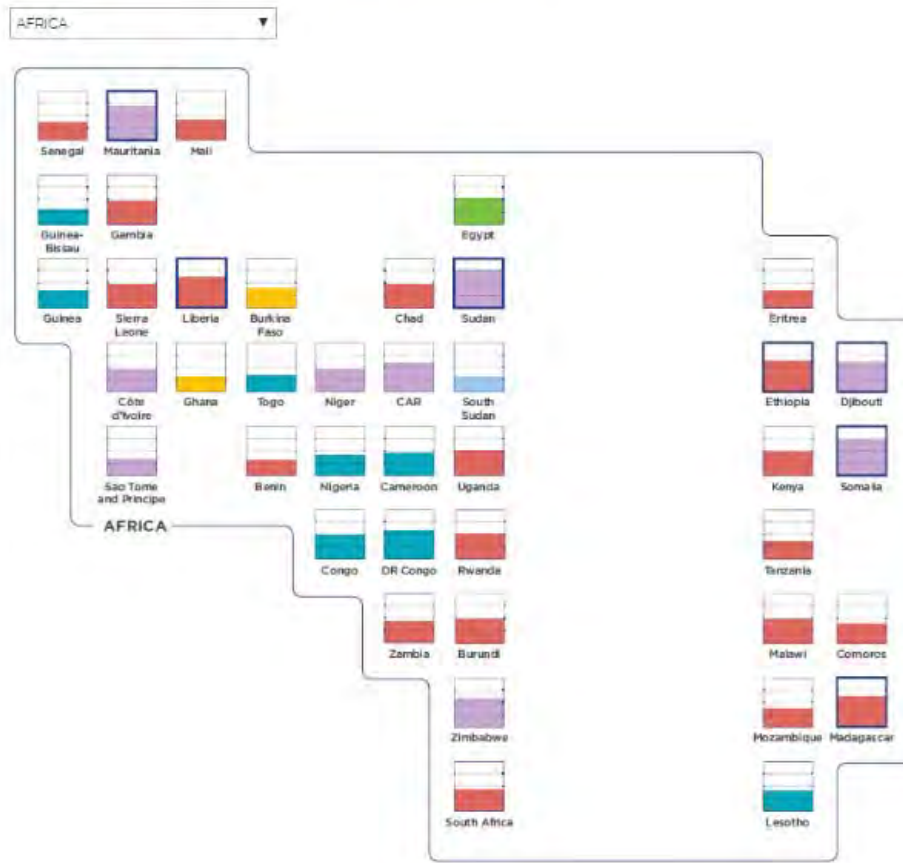 AFRICA
Senegal Mauritania Mali
Guinea- Gambia Egypt
Bissau
Guinea Sierra Liberia Burkina Chad Sudan Eritrea
Leone Faso
Côte Ghana Togo Niger CAR South Ethiopia Djibouti
d'Ivoire Sudan
Sao Tome Benin Nigeria Cameroon Uganda Kenya Somalia
and Principe
AFRICA
Congo DR Congo Rwanda Tanzania
Zambia Burundi Malawi Comoros
Zimbabwe Mozambique Madagascar
South Africa Lesotho